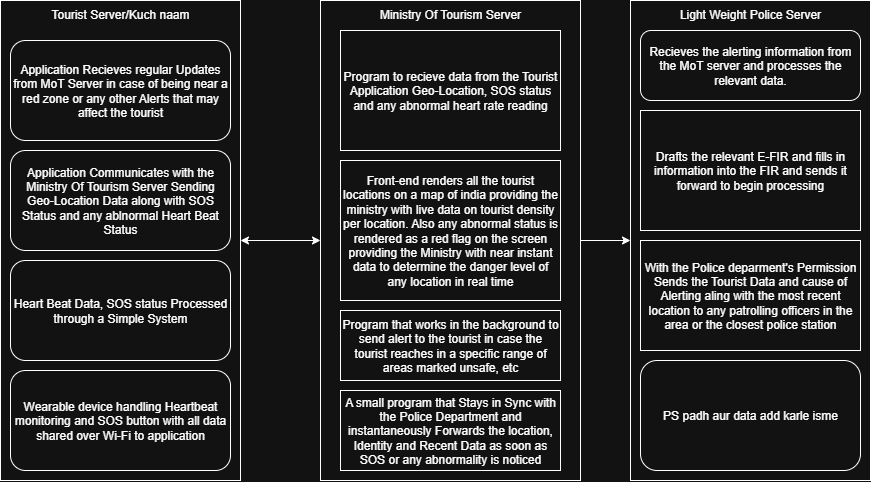 Tourist Server/Kuch naam
Application Recieves regular Updates
from MoT Server in case of being near a
red zone or any other Alerts that may
affect the tourist
Application Communicates with the
Ministry Of Tourism Server Sending
Geo-Location Data along with SOS
Status and any ablnormal Heart Beat
Status
Heart Beat Data, SOS status Processed
through a Simple System
Wearable device handling Heartbeat
monitoring and SOS button with all data
shared over Wi-Fi to application
Ministry Of Tourism Server
Program to recieve data from the Tourist
Application Geo-Location, SOS status
and any abnormal heart rate reading
Front-end renders all the tourist
locations on a map of india providing the
ministry with live data on tourist density
per location. Also any abnormal status is
rendered as a red flag on the screen
providing the Ministry with near instant
data to determine the danger level of
any location in real time
Program that works in the background to
send alert to the tourist in case the
tourist reaches in a specific range of
areas marked unsafe, etc
A small program that Stays in Sync with
the Police Department and
instantaneously Forwards the location,
Identity and Recent Data as soon as
SOS or any abnormality is noticed
Light Weight Police Server
Recieves the alerting information from
the MoT server and processes the
relevant data.
Drafts the relevant E-FIR and fills in
information into the FIR and sends it
forward to begin processing
With the Police deparment's Permission
Sends the Tourist Data and cause of
Alerting aling with the most recent
location to any patrolling officers in the
area or the closest police station
PS padh aur data add karle isme